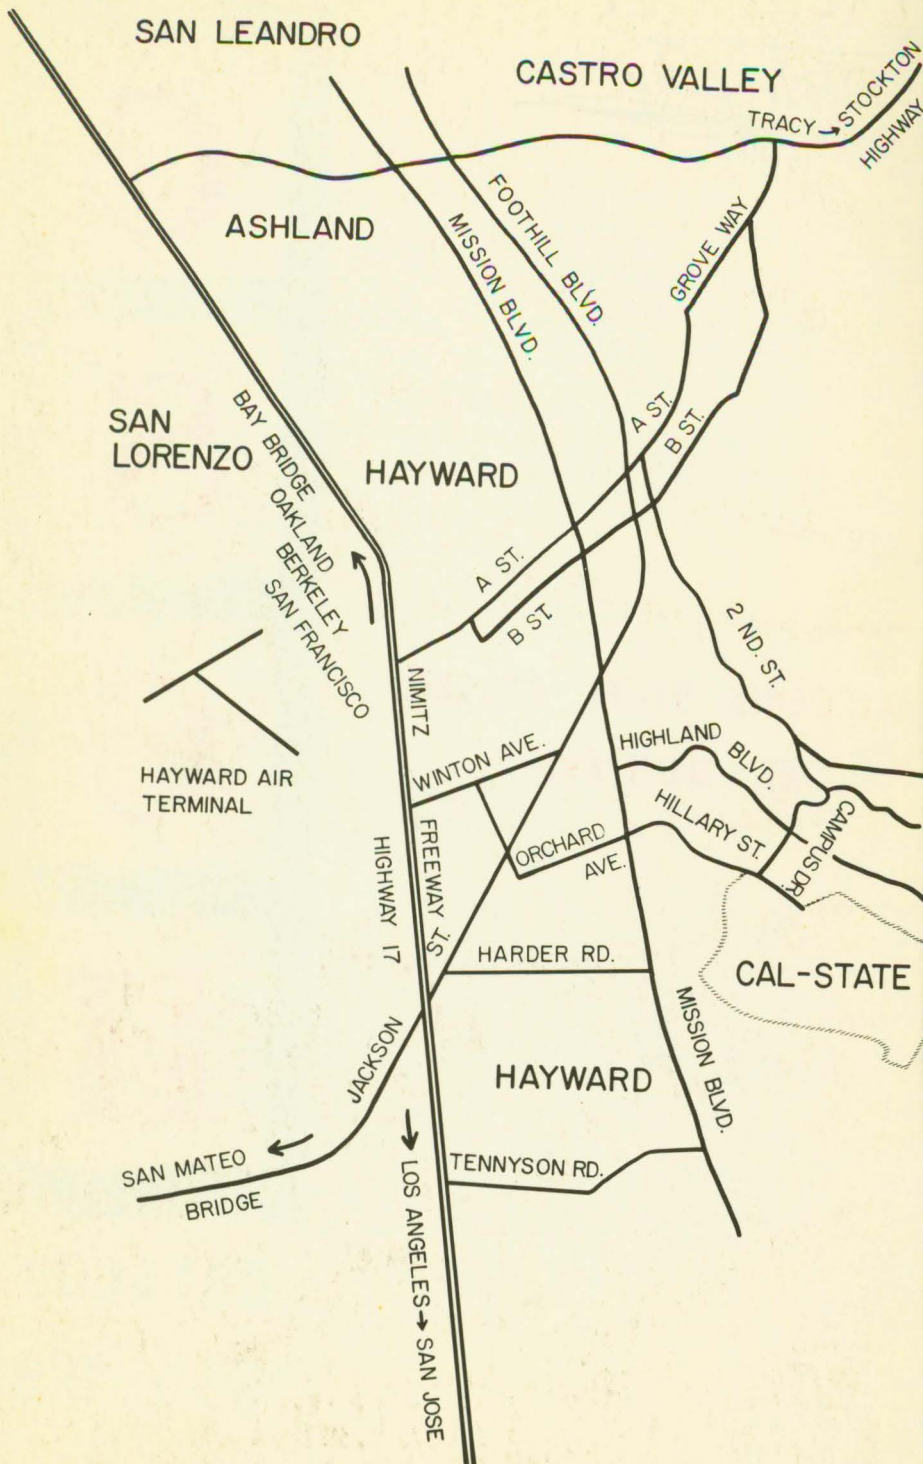 SAN LEANDRO
CASTRO VALLEY
TRACY → STOCKTON
HIGHWAY
ASHLAND
MISSION BLVD.
FOOTHILL BLVD.
GROVE WAY
SAN
LORENZO
BAY BRIDGE
OAKLAND
BERKELEY
SAN FRANCISCO
HAYWARD
A ST.
B ST.
A ST.
B ST.
2 ND. ST.
NIMITZ
FREEWAY
HIGHWAY 17
HAYWARD AIR
TERMINAL
WINTON AVE.
HIGHLAND
BLVD.
HILLARY ST.
CAMPUS DR.
ORCHARD
AVE.
HARDER RD.
CAL-STATE
MISSION BLVD.
JACKSON
ST.
HAYWARD
SAN MATEO
BRIDGE
TENNYSON RD.
LOS ANGELES → SAN JOSE